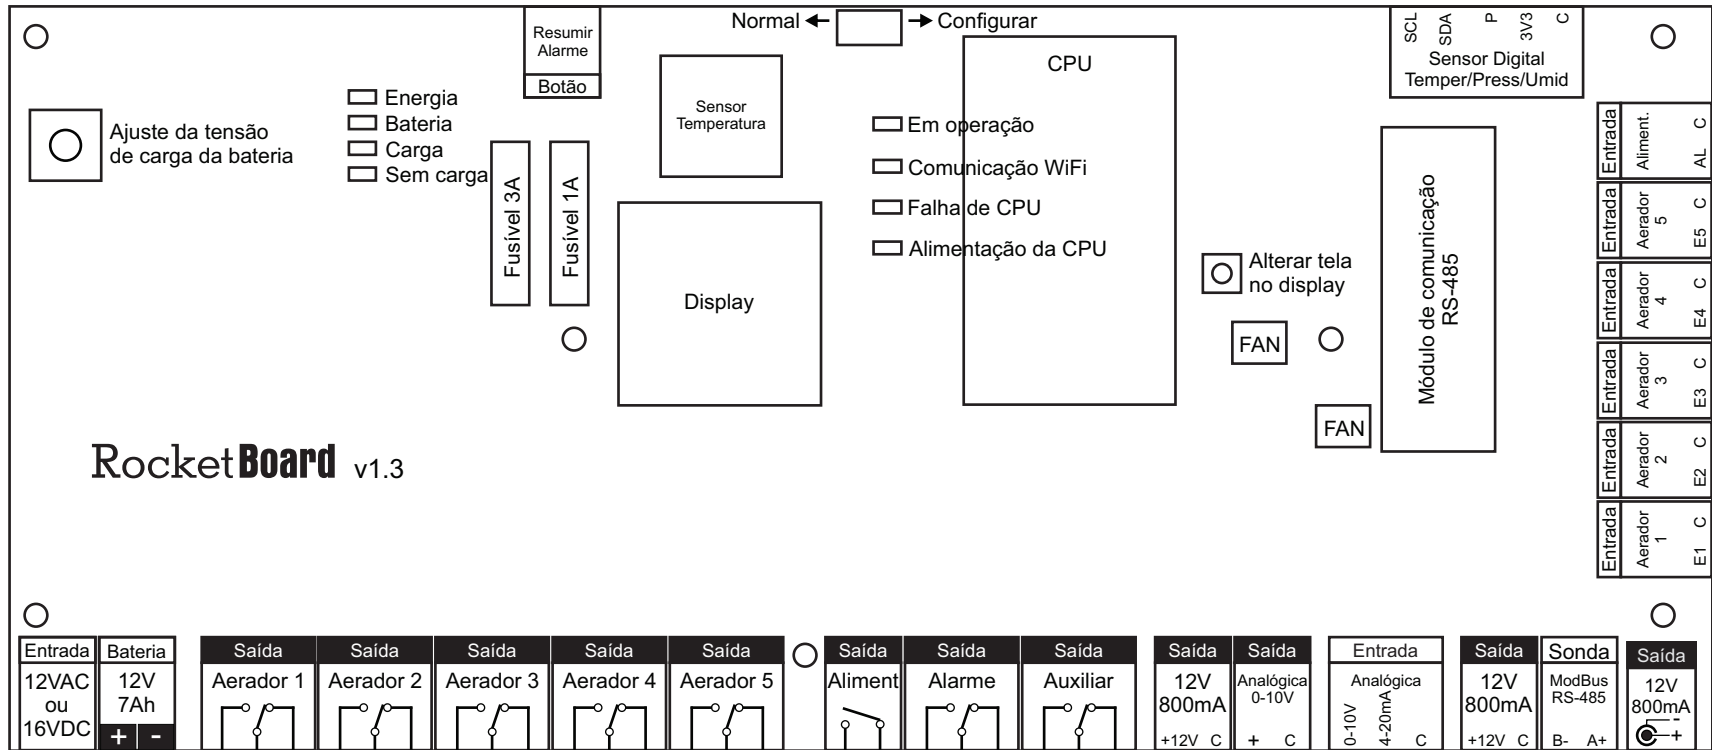 Normal
Configurar
Resumir
Alarme
Botão
SCL
SDA
P
3V3
C
Sensor Digital
Temper/Press/Umid
CPU
Ajuste da tensão
de carga da bateria
Energia
Bateria
Carga
Sem carga
Fusível 3A
Fusível 1A
Sensor
Temperatura
Display
Em operação
Comunicação WiFi
Falha de CPU
Alimentação da CPU
Alterar tela
no display
FAN
FAN
Módulo de comunicação
RS-485
Entrada
Aliment.
AL C
Entrada
Aerador
5
E5 C
Entrada
Aerador
4
E4 C
Entrada
Aerador
3
E3 C
Entrada
Aerador
2
E2 C
Entrada
Aerador
1
E1 C
RocketBoard v1.3
Entrada
12VAC
ou
16VDC
Bateria
12V
7Ah
+ -
Saída
Aerador 1
Saída
Aerador 2
Saída
Aerador 3
Saída
Aerador 4
Saída
Aerador 5
Saída
Aliment
Saída
Alarme
Saída
Auxiliar
Saída
12V
800mA
+12V C
Saída
Analógica
0-10V
+ C
Entrada
Analógica
0-10V
4-20mA
C
Saída
12V
800mA
+12V C
Sonda
ModBus
RS-485
B- A+
Saída
12V
800mA
-
+